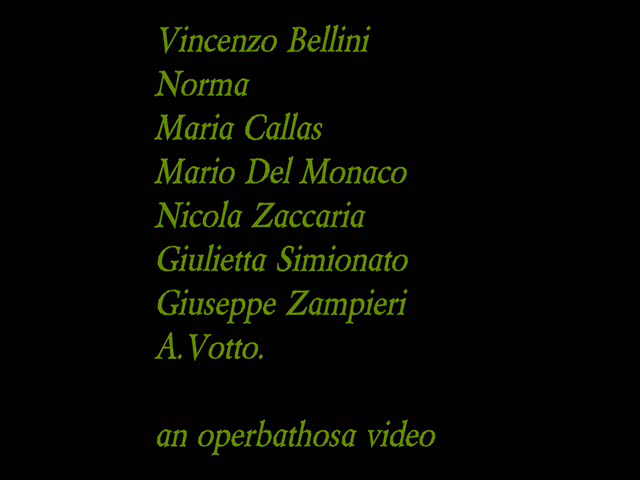 Vincenzo Bellini
Norma
Maria Callas
Mario Del Monaco
Nicola Zaccaria
Giulietta Simionato
Giuseppe Zampieri
A.Votto.
an operbathosa video